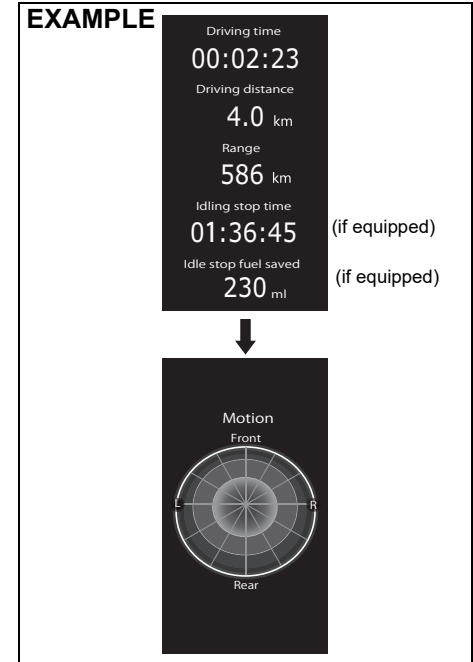 EXAMPLE
Driving time
00:02:23
Driving distance
4.0 km
Range
586 km
Idling stop time
01:36:45 (if equipped)
Idle stop fuel saved
230 ml (if equipped)
Motion
Front
L R
Rear